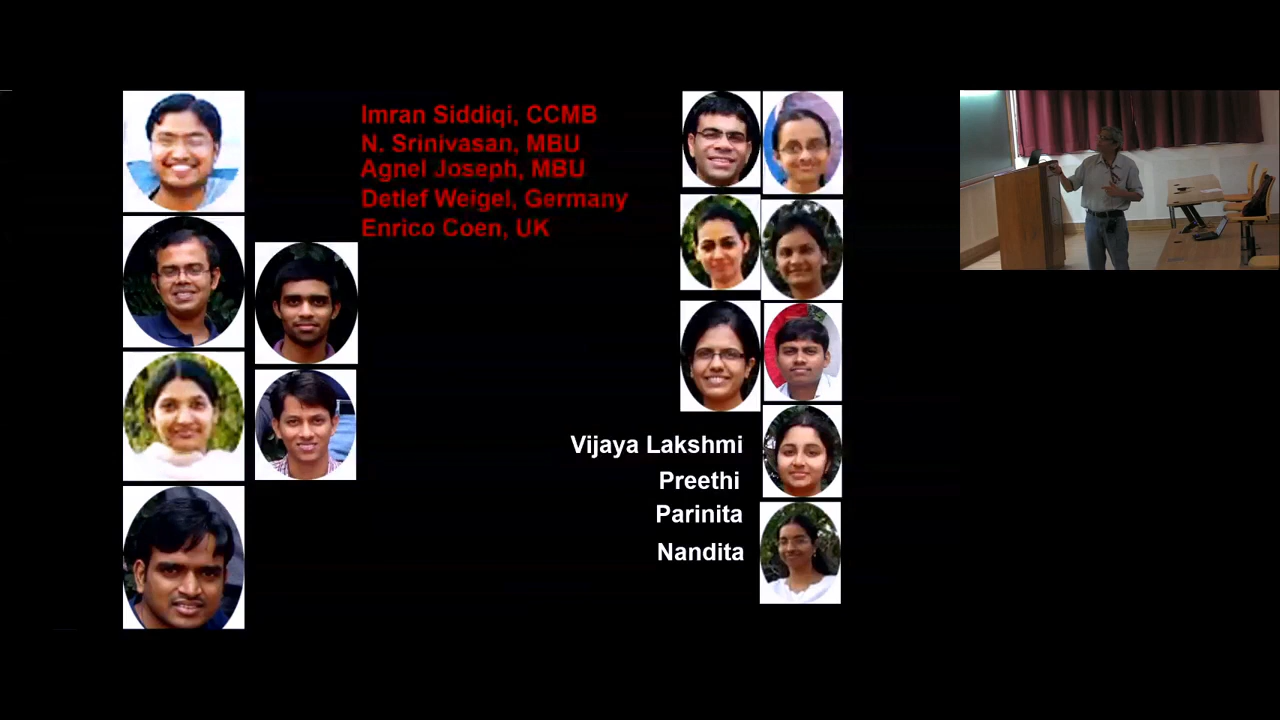 Imran Siddiqi, CCMB
N. Srinivasan, MBU
Agnel Joseph, MBU
Detlef Weigel, Germany
Enrico Coen, UK
Vijaya Lakshmi
Preethi
Parinita
Nandita